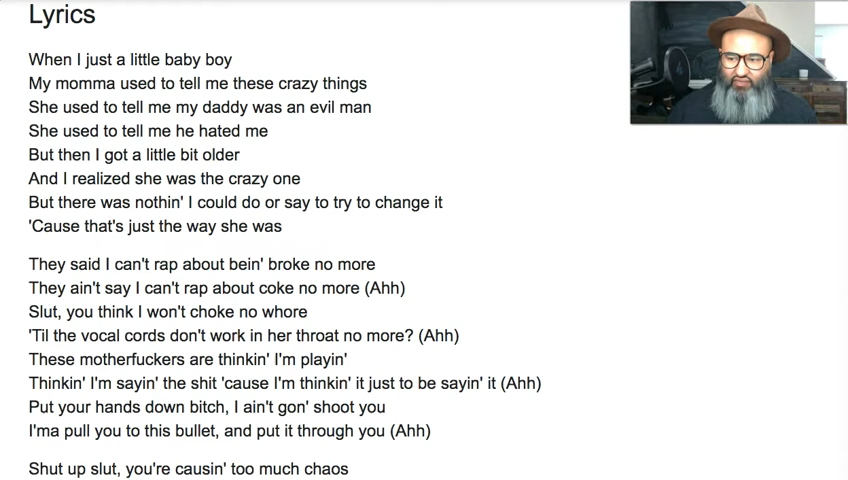 Lyrics
When I just a little baby boy
My momma used to tell me these crazy things
She used to tell me my daddy was an evil man
She used to tell me he hated me
But then I got a little bit older
And I realized she was the crazy one
But there was nothin' I could do or say to try to change it
'Cause that's just the way she was
They said I can't rap about bein' broke no more
They ain't say I can't rap about coke no more (Ahh)
Slut, you think I won't choke no whore
'Til the vocal cords don't work in her throat no more? (Ahh)
These motherfuckers are thinkin' I'm playin'
Thinkin' I'm sayin' the shit 'cause I'm thinkin' it just to be sayin' it (Ahh)
Put your hands down bitch, I ain't gon' shoot you
I'ma pull you to this bullet, and put it through you (Ahh)
Shut up slut, you're causin' too much chaos